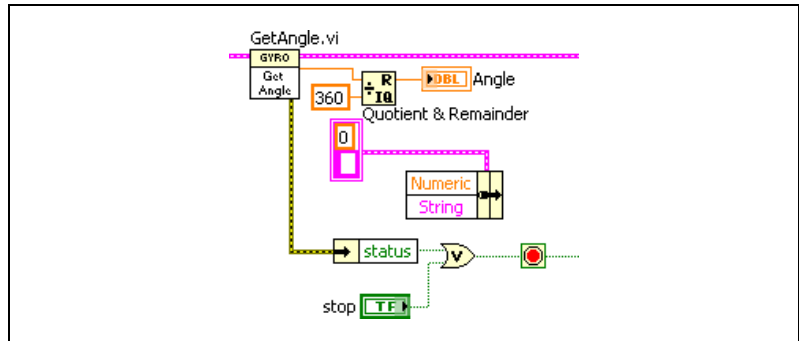 GetAngle.vi
GYRO
Get
Angle
360
÷ R
IQ
DBL Angle
Quotient & Remainder
0
Numeric
String
status
V
stop TF